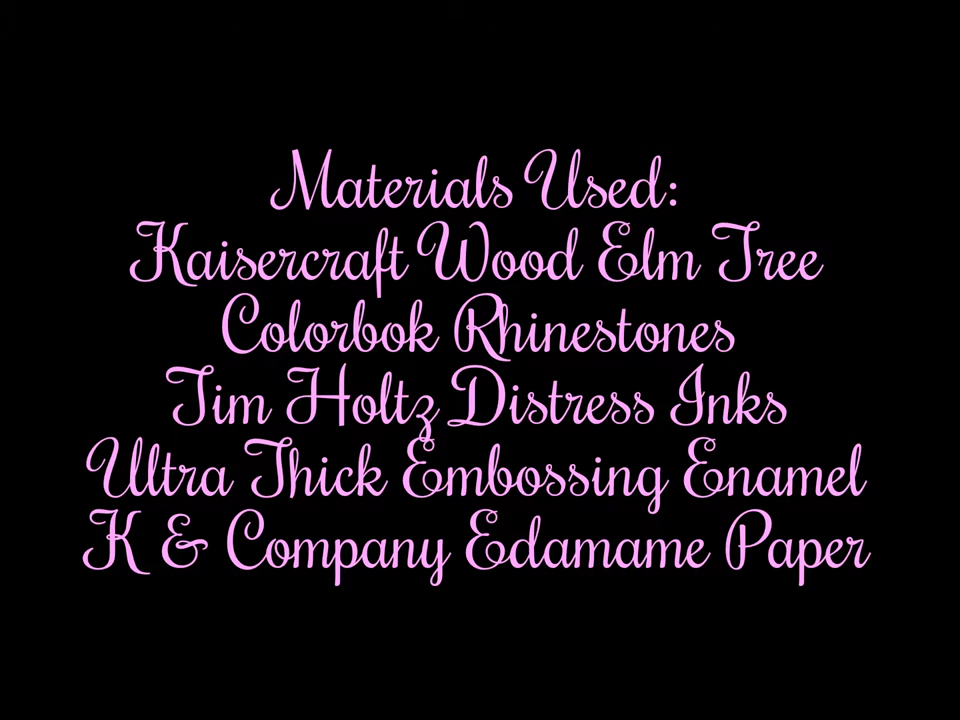 Materials Used:
Kaisercraft Wood Elm Tree
Colorbok Rhinestones
Tim Holtz Distress Inks
Ultra Thick Embossing Enamel
K & Company Edamame Paper